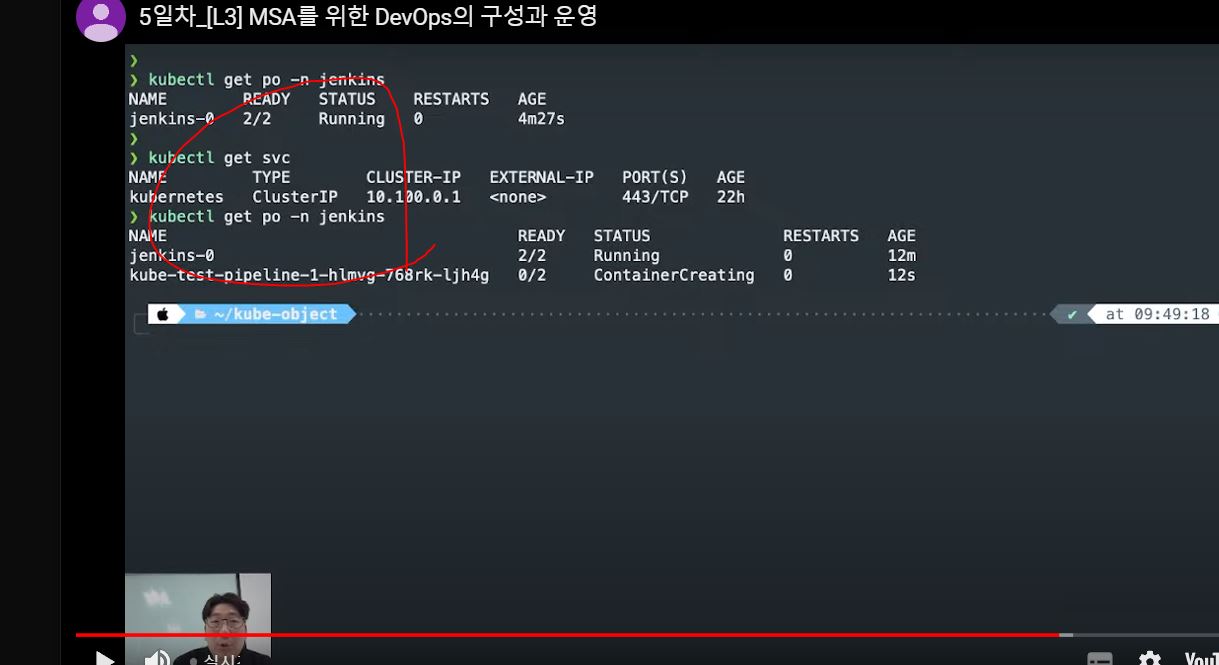 5일차_[L3] MSA를 위한 DevOps의 구성과 운영
❯
❯ kubectl get po -n jenkins
NAME READY STATUS RESTARTS AGE
jenkins-0 2/2 Running 0 4m27s
❯
❯ kubectl get svc
NAME TYPE CLUSTER-IP EXTERNAL-IP PORT(S) AGE
kubernetes ClusterIP 10.100.0.1 <none> 443/TCP 22h
❯ kubectl get po -n jenkins
NAME READY STATUS RESTARTS AGE
jenkins-0 2/2 Running 0 12m
kube-test-pipeline-1-hlmvg-768rk-ljh4g 0/2 ContainerCreating 0 12s
~/kube-object ✔ at 09:49:18